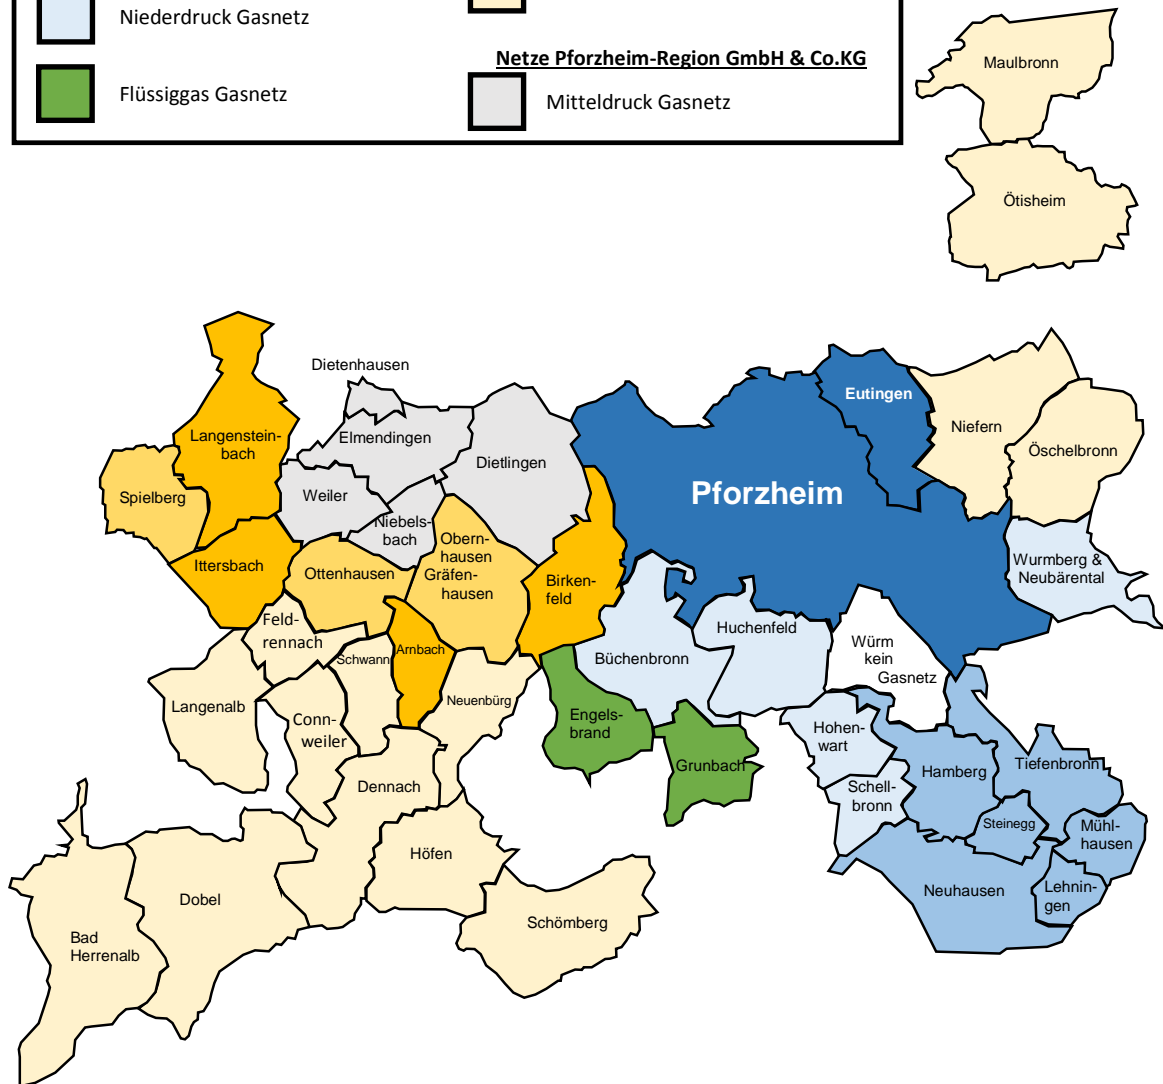 Niederdruck Gasnetz
Netze Pforzheim-Region GmbH & Co.KG
Flüssiggas Gasnetz
Mitteldruck Gasnetz
Maulbronn
Ötisheim
Dietenhausen
Eutingen
Langenstein-
bach
Elmendingen
Niefern
Öschelbronn
Dietlingen
Spielberg
Weiler
Pforzheim
Niebels-
bach
Obern-
hausen
Gräfen-
hausen
Ittersbach
Ottenhausen
Birken-
feld
Wurmberg &
Neubärental
Feld-
rennach
Huchenfeld
Schwann
Arnbach
Büchenbronn
Würm
kein
Gasnetz
Langenalb
Neuenbürg
Conn-
weiler
Engels-
brand
Hohen-
wart
Grunbach
Tiefenbronn
Hamberg
Dennach
Schell-
bronn
Steinegg
Mühl-
hausen
Höfen
Neuhausen
Lehnin-
gen
Dobel
Schömberg
Bad
Herrenalb